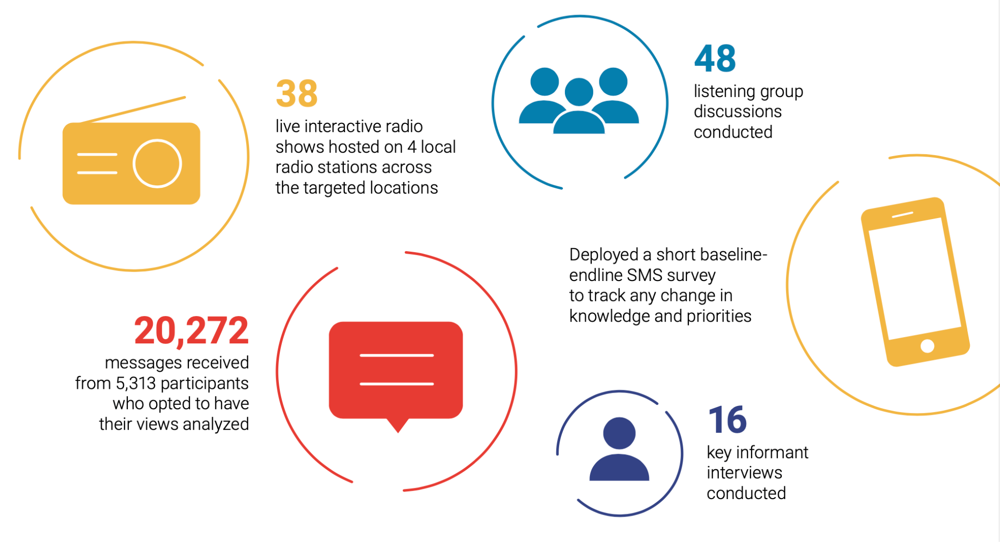 38
live interactive radio
shows hosted on 4 local
radio stations across
the targeted locations
48
listening group
discussions
conducted
20,272
messages received
from 5,313 participants
who opted to have
their views analyzed
Deployed a short baseline-
endline SMS survey
to track any change in
knowledge and priorities
16
key informant
interviews
conducted